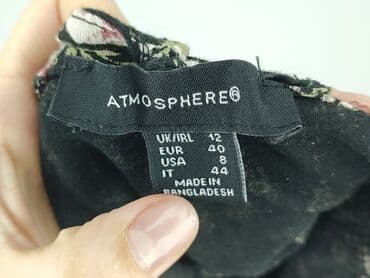 ATMOSPHERE®
UK/IRL 12
EUR 40
USA 8
IT 44
MADE IN
BANGLADESH